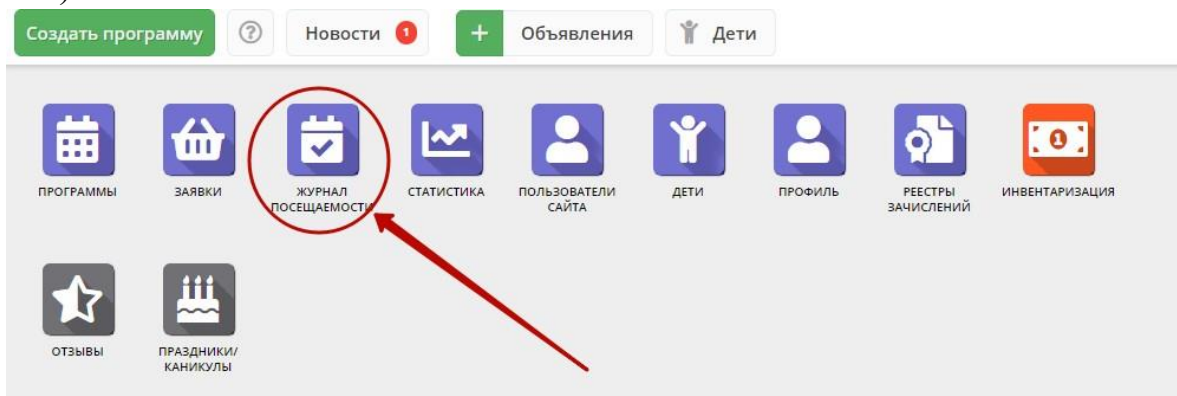 )
Создать программу ? Новости 1 + Объявления Дети
ПРОГРАММЫ ЗАЯВКИ ЖУРНАЛ ПОСЕЩАЕМОСТИ СТАТИСТИКА ПОЛЬЗОВАТЕЛИ САЙТА ДЕТИ ПРОФИЛЬ РЕЕСТРЫ ЗАЧИСЛЕНИЙ 1 ИНВЕНТАРИЗАЦИЯ
ОТЗЫВЫ ПРАЗДНИКИ/ КАНИКУЛЫ